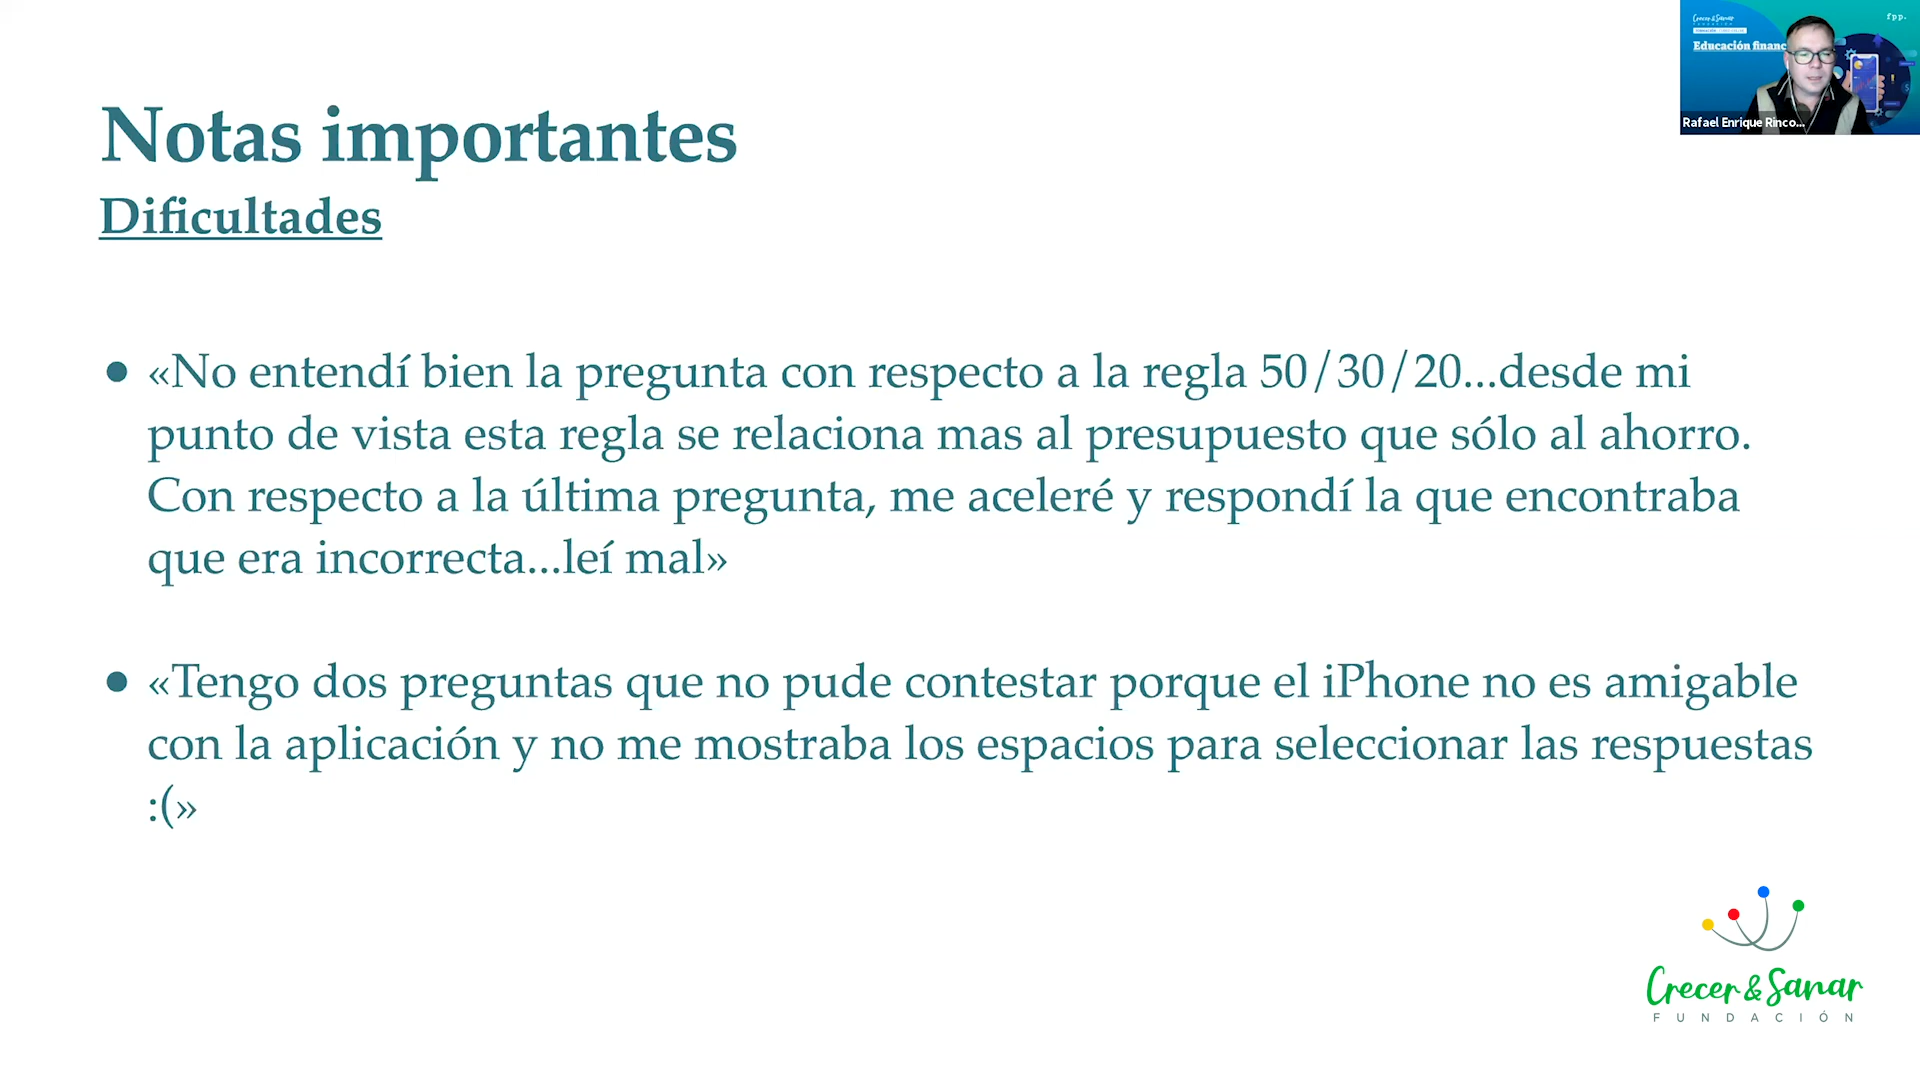 Notas importantes
Dificultades
● «No entendí bien la pregunta con respecto a la regla 50/30/20...desde mi
punto de vista esta regla se relaciona mas al presupuesto que sólo al ahorro.
Con respecto a la última pregunta, me aceleré y respondí la que encontraba
que era incorrecta...leí mal»
● «Tengo dos preguntas que no pude contestar porque el iPhone no es amigable
con la aplicación y no me mostraba los espacios para seleccionar las respuestas
:(»
Crecer & Sanar
fpp.
Educación financ
Rafael Enrique Rinco...
Crecer & Sanar
FUNDACIÓN